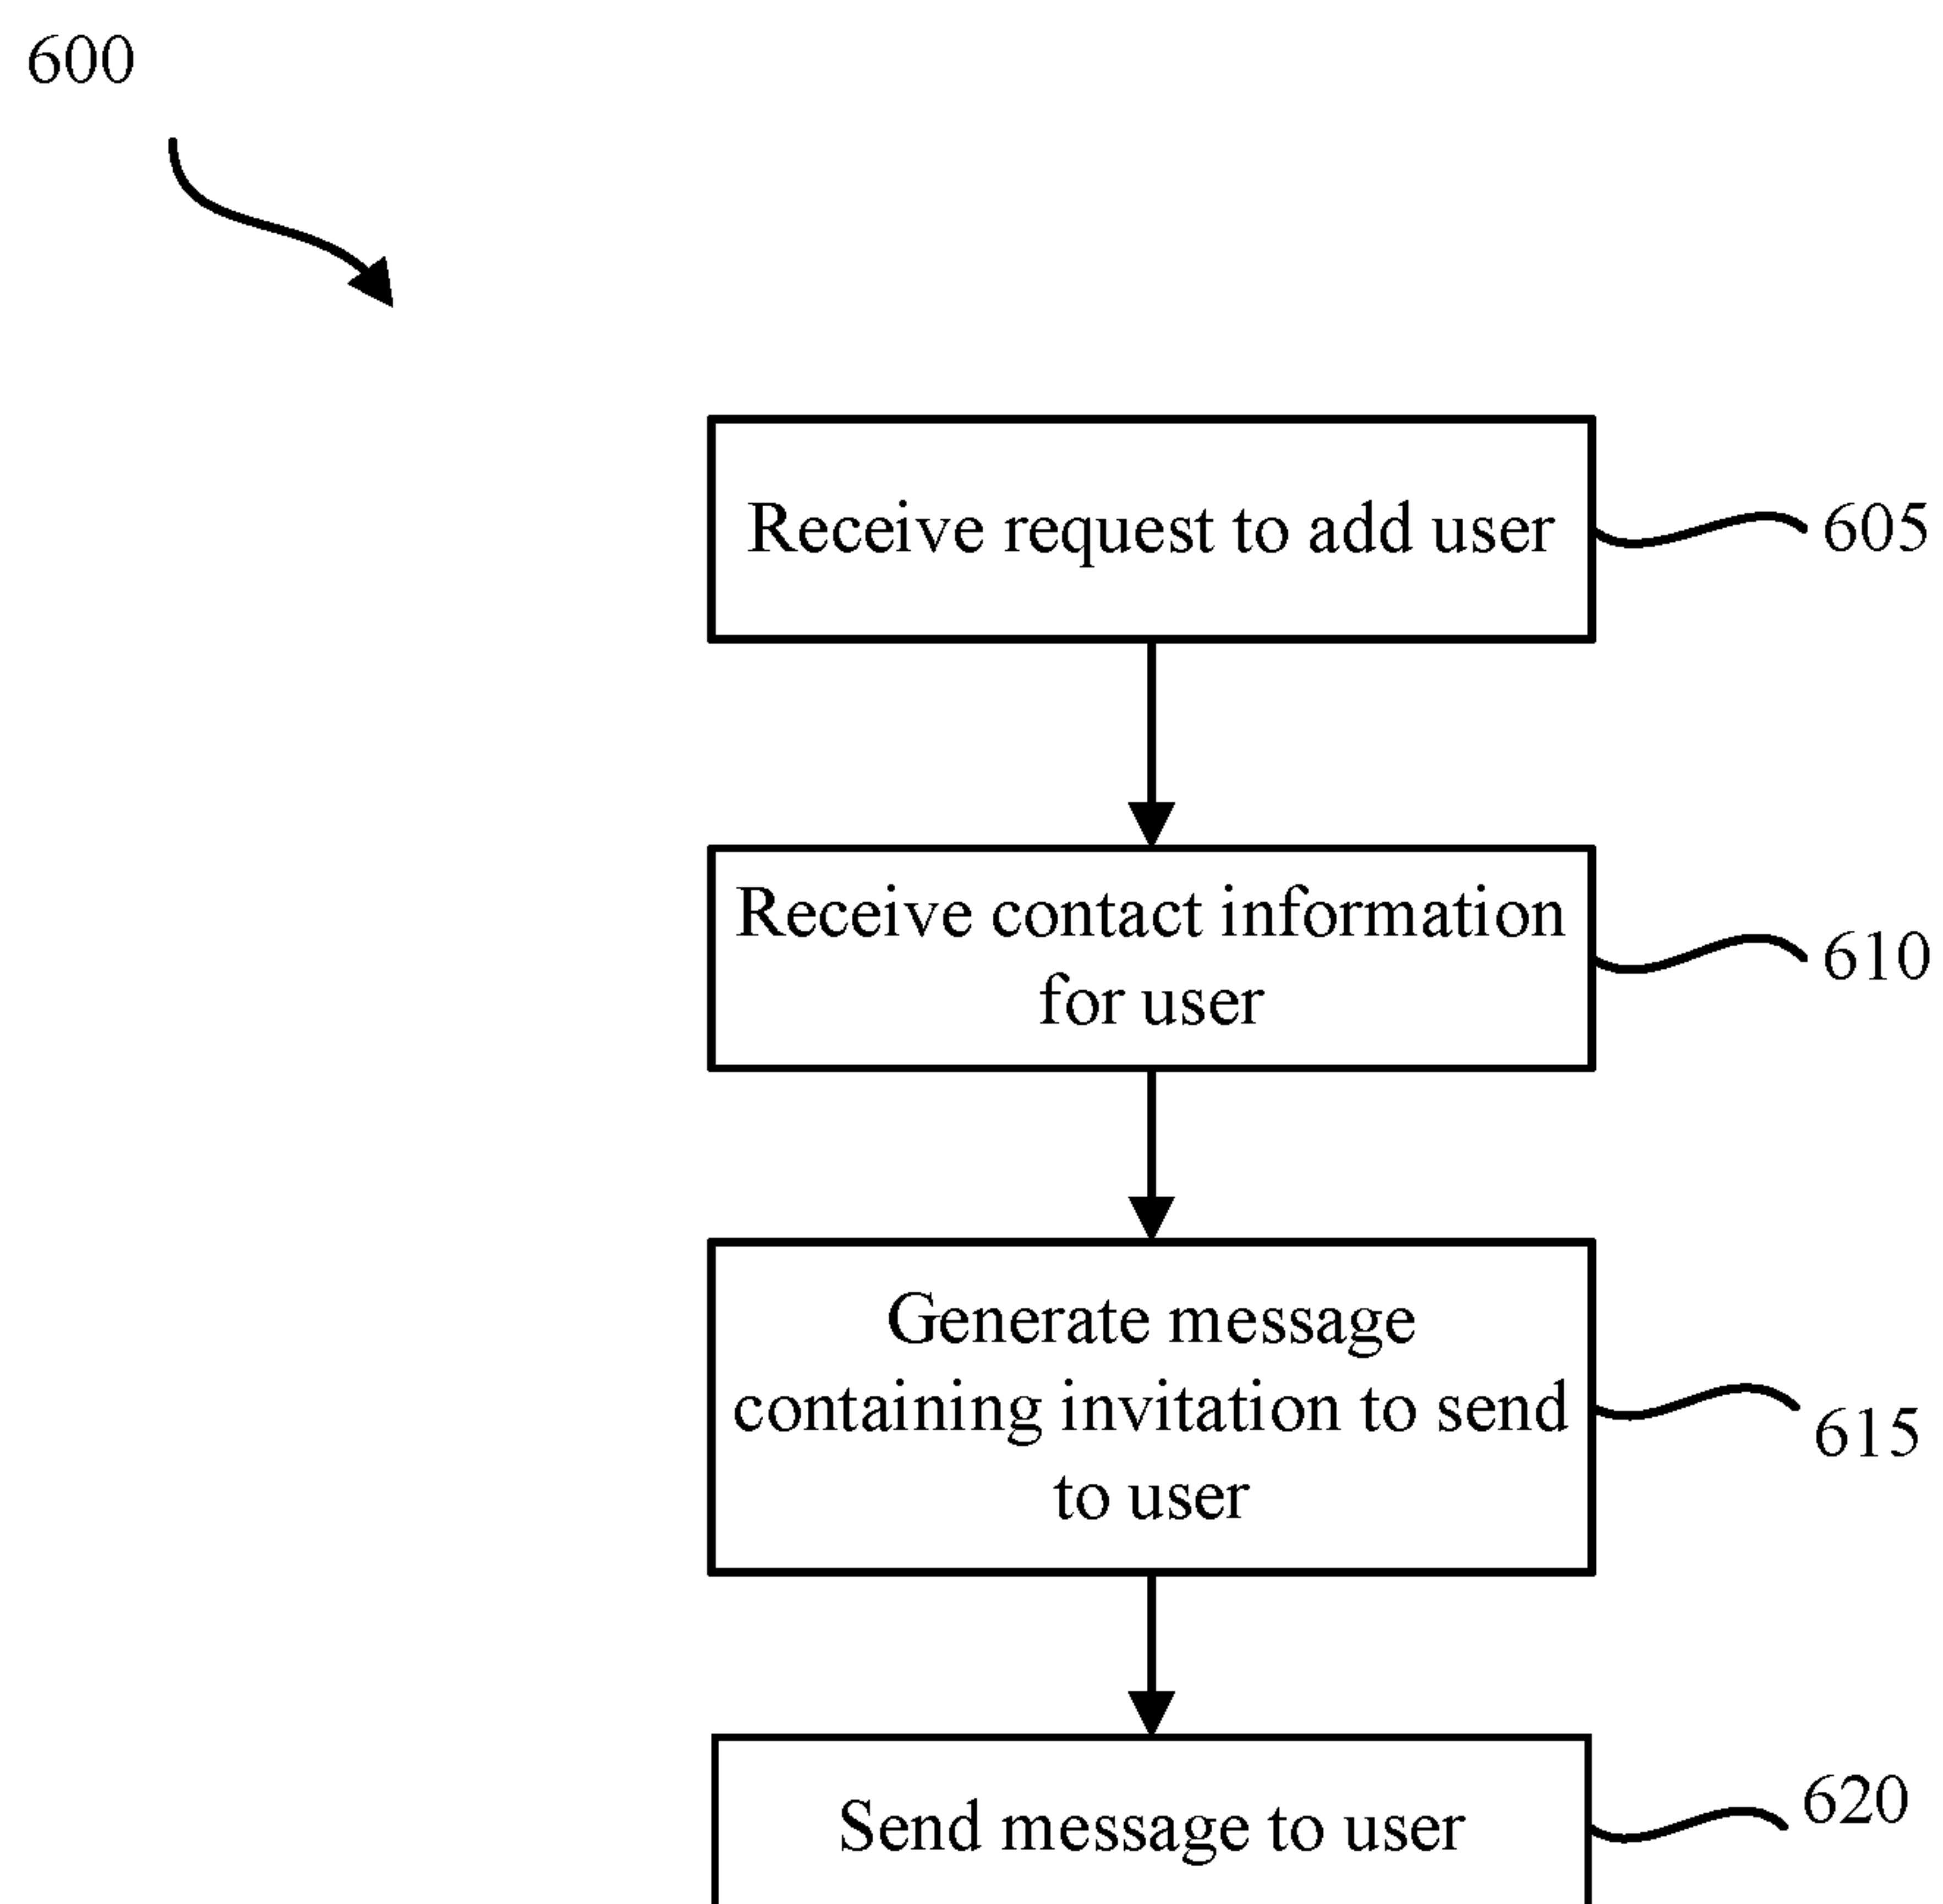 600
Receive request to add user
605
Receive contact information
for user
610
Generate message
containing invitation to send
to user
615
Send message to user
620